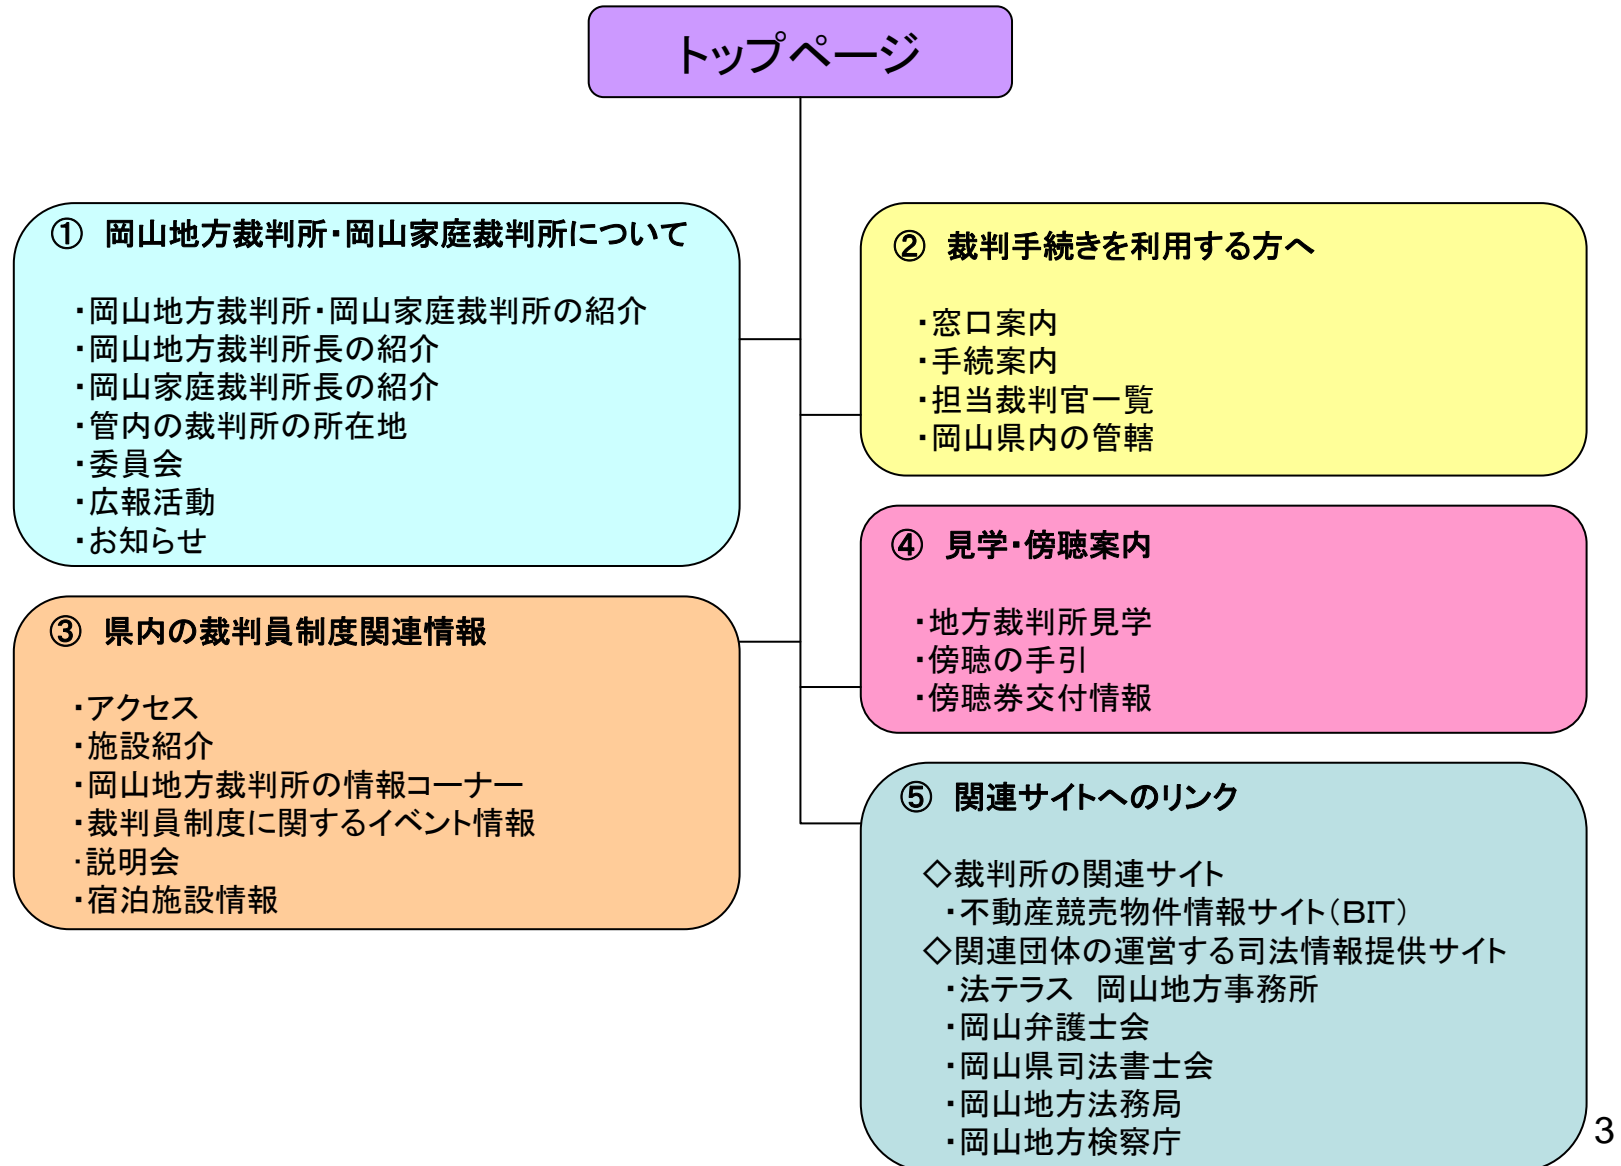 トップページ
① 岡山地方裁判所・岡山家庭裁判所について
・岡山地方裁判所・岡山家庭裁判所の紹介
・岡山地方裁判所長の紹介
・岡山家庭裁判所長の紹介
・管内の裁判所の所在地
・委員会
・広報活動
・お知らせ
② 裁判手続きを利用する方へ
・窓口案内
・手続案内
・担当裁判官一覧
・岡山県内の管轄
③ 県内の裁判員制度関連情報
・アクセス
・施設紹介
・岡山地方裁判所の情報コーナー
・裁判員制度に関するイベント情報
・説明会
・宿泊施設情報
④ 見学・傍聴案内
・地方裁判所見学
・傍聴の手引
・傍聴券交付情報
⑤ 関連サイトへのリンク
◇裁判所の関連サイト
・不動産競売物件情報サイト（BIT）
◇関連団体の運営する司法情報提供サイト
・法テラス 岡山地方事務所
・岡山弁護士会
・岡山県司法書士会
・岡山地方法務局
・岡山地方検察庁
3